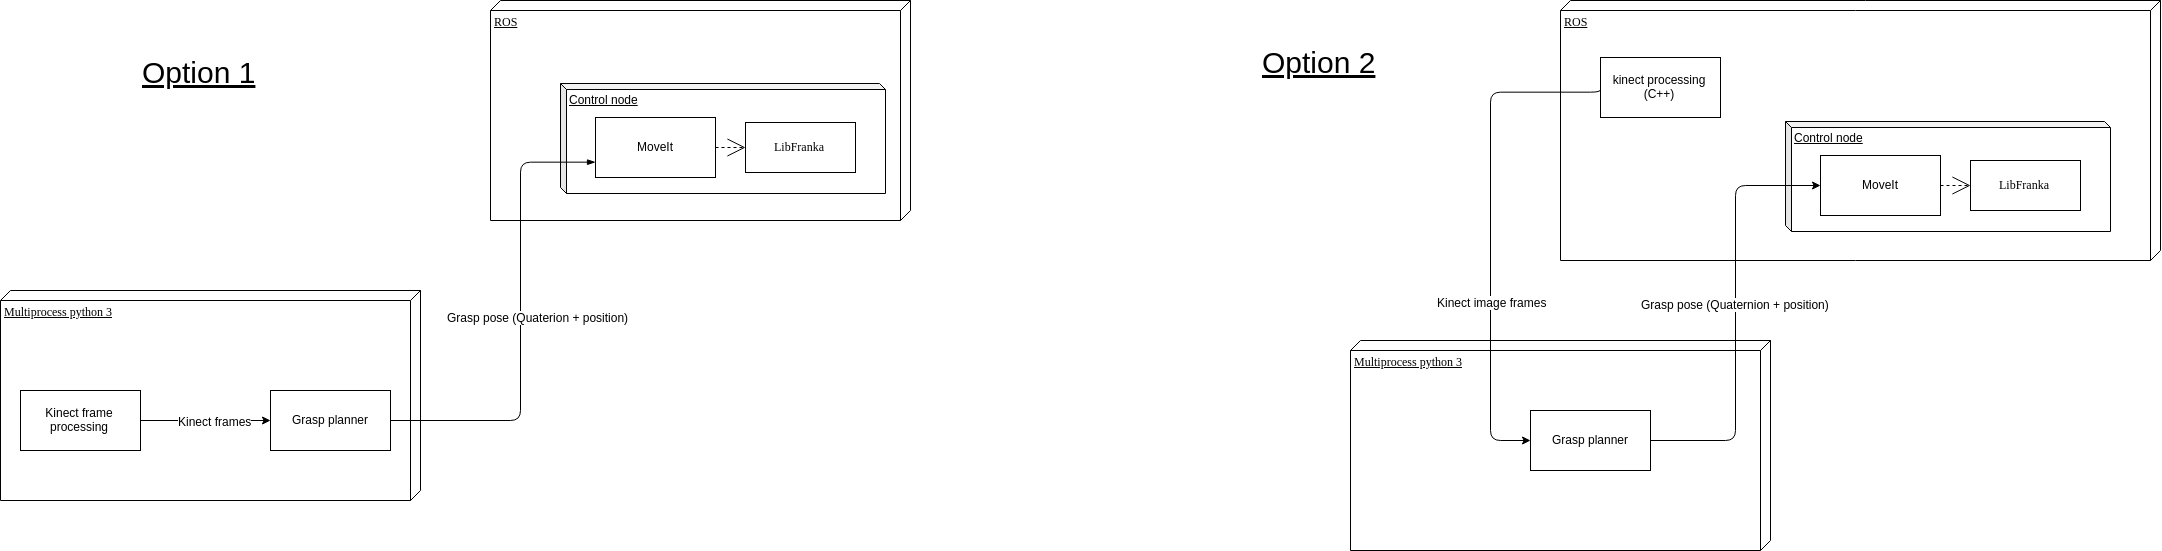 Option 1
ROS
Control node
MoveIt
LibFranka
Grasp pose (Quaterion + position)
Multiprocess python 3
Kinect frame
processing
Kinect frames
Grasp planner
Option 2
ROS
kinect processing
(C++)
Control node
MoveIt
LibFranka
Kinect image frames
Grasp pose (Quaternion + position)
Multiprocess python 3
Grasp planner